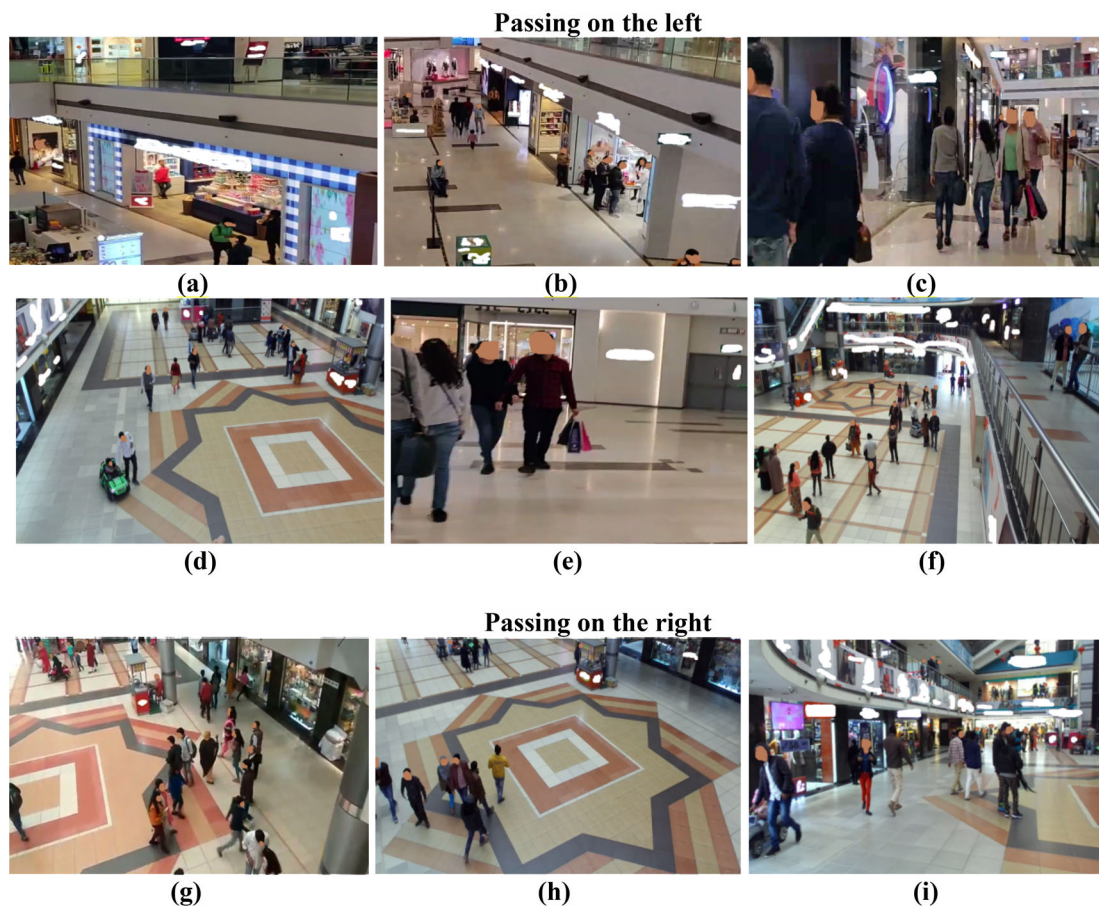 Passing on the left
(a)
(b)
(c)
(d)
(e)
(f)
Passing on the right
(g)
(h)
(i)